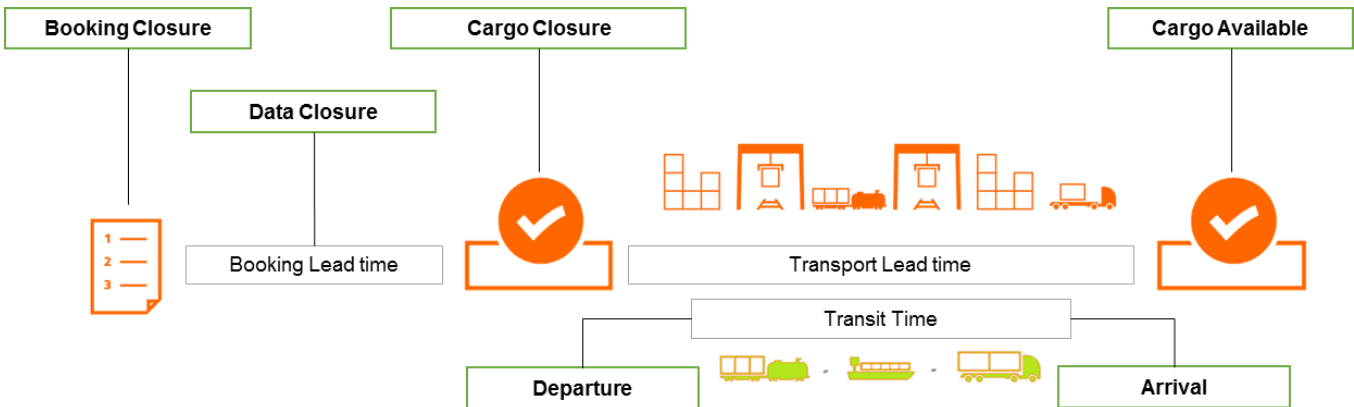 Booking Closure
Cargo Closure
Cargo Available
Data Closure
1
2
3
Booking Lead time
Transport Lead time
Transit Time
Departure
Arrival